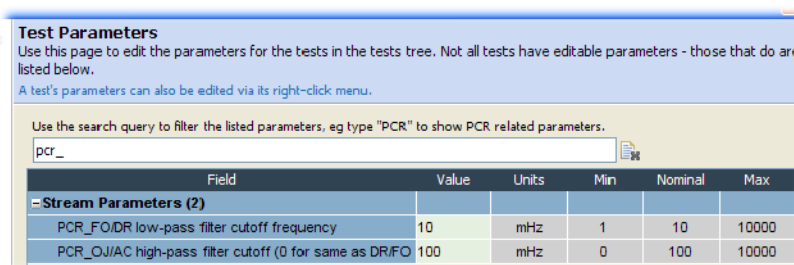 Test Parameters
Use this page to edit the parameters for the tests in the tests tree. Not all tests have editable parameters - those that do are
listed below.
A test's parameters can also be edited via its right-click menu.
Use the search query to filter the listed parameters, eg type "PCR" to show PCR related parameters.
pcr_
Field Value Units Min Nominal Max
Stream Parameters (2)
PCR_FO/DR low-pass filter cutoff frequency 10 mHz 1 10 10000
PCR_OJ/AC high-pass filter cutoff (0 for same as DR/FO 100 mHz 0 100 10000